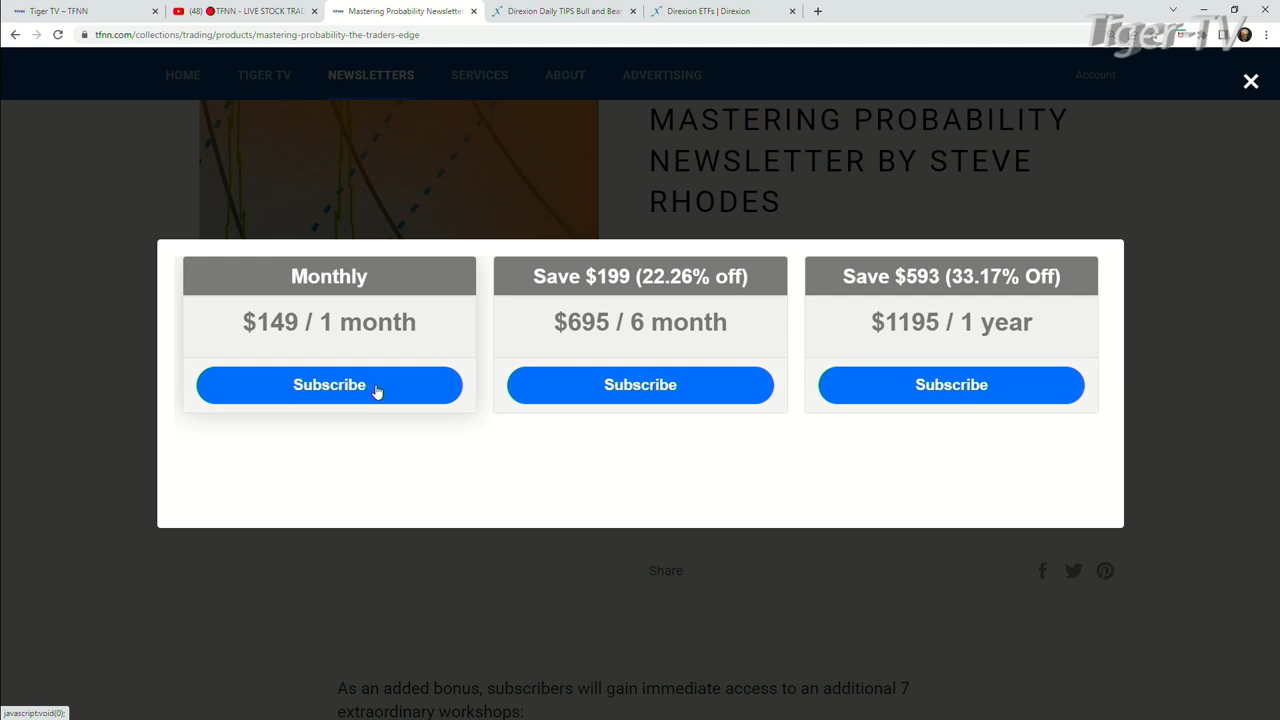 Tiger TV – TFNN
(48) 🔴TFNN - LIVE STOCK TRAD
Mastering Probability Newslette
Direxion Daily TIPS Bull and Bear
Direxion ETFs | Direxion
tfnn.com/collections/trading/products/mastering-probability-the-traders-edge
Tiger TV
HOME
TIGER TV
NEWSLETTERS
SERVICES
ABOUT
ADVERTISING
Account
MASTERING PROBABILITY
NEWSLETTER BY STEVE
RHODES
Monthly
$149 / 1 month
Subscribe
Save $199 (22.26% off)
$695 / 6 month
Subscribe
Save $593 (33.17% Off)
$1195 / 1 year
Subscribe
Share
As an added bonus, subscribers will gain immediate access to an additional 7
extraordinary workshops:
javascript:void(0);